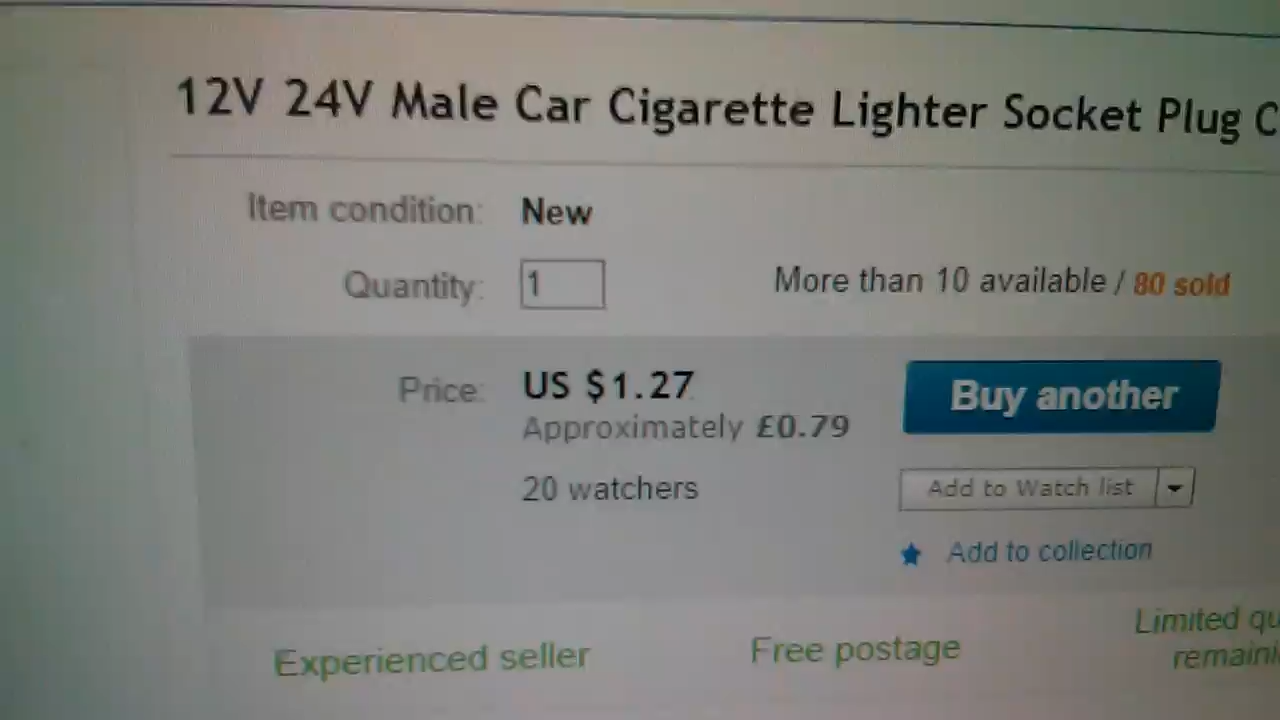 12V 24V Male Car Cigarette Lighter Socket Plug
Item condition: New
Quantity: 1 More than 10 available / 80 sold
Price: US $1.27 Buy another
Approximately £0.79
20 watchers Add to Watch list
Add to collection
Experienced seller Free postage Limited